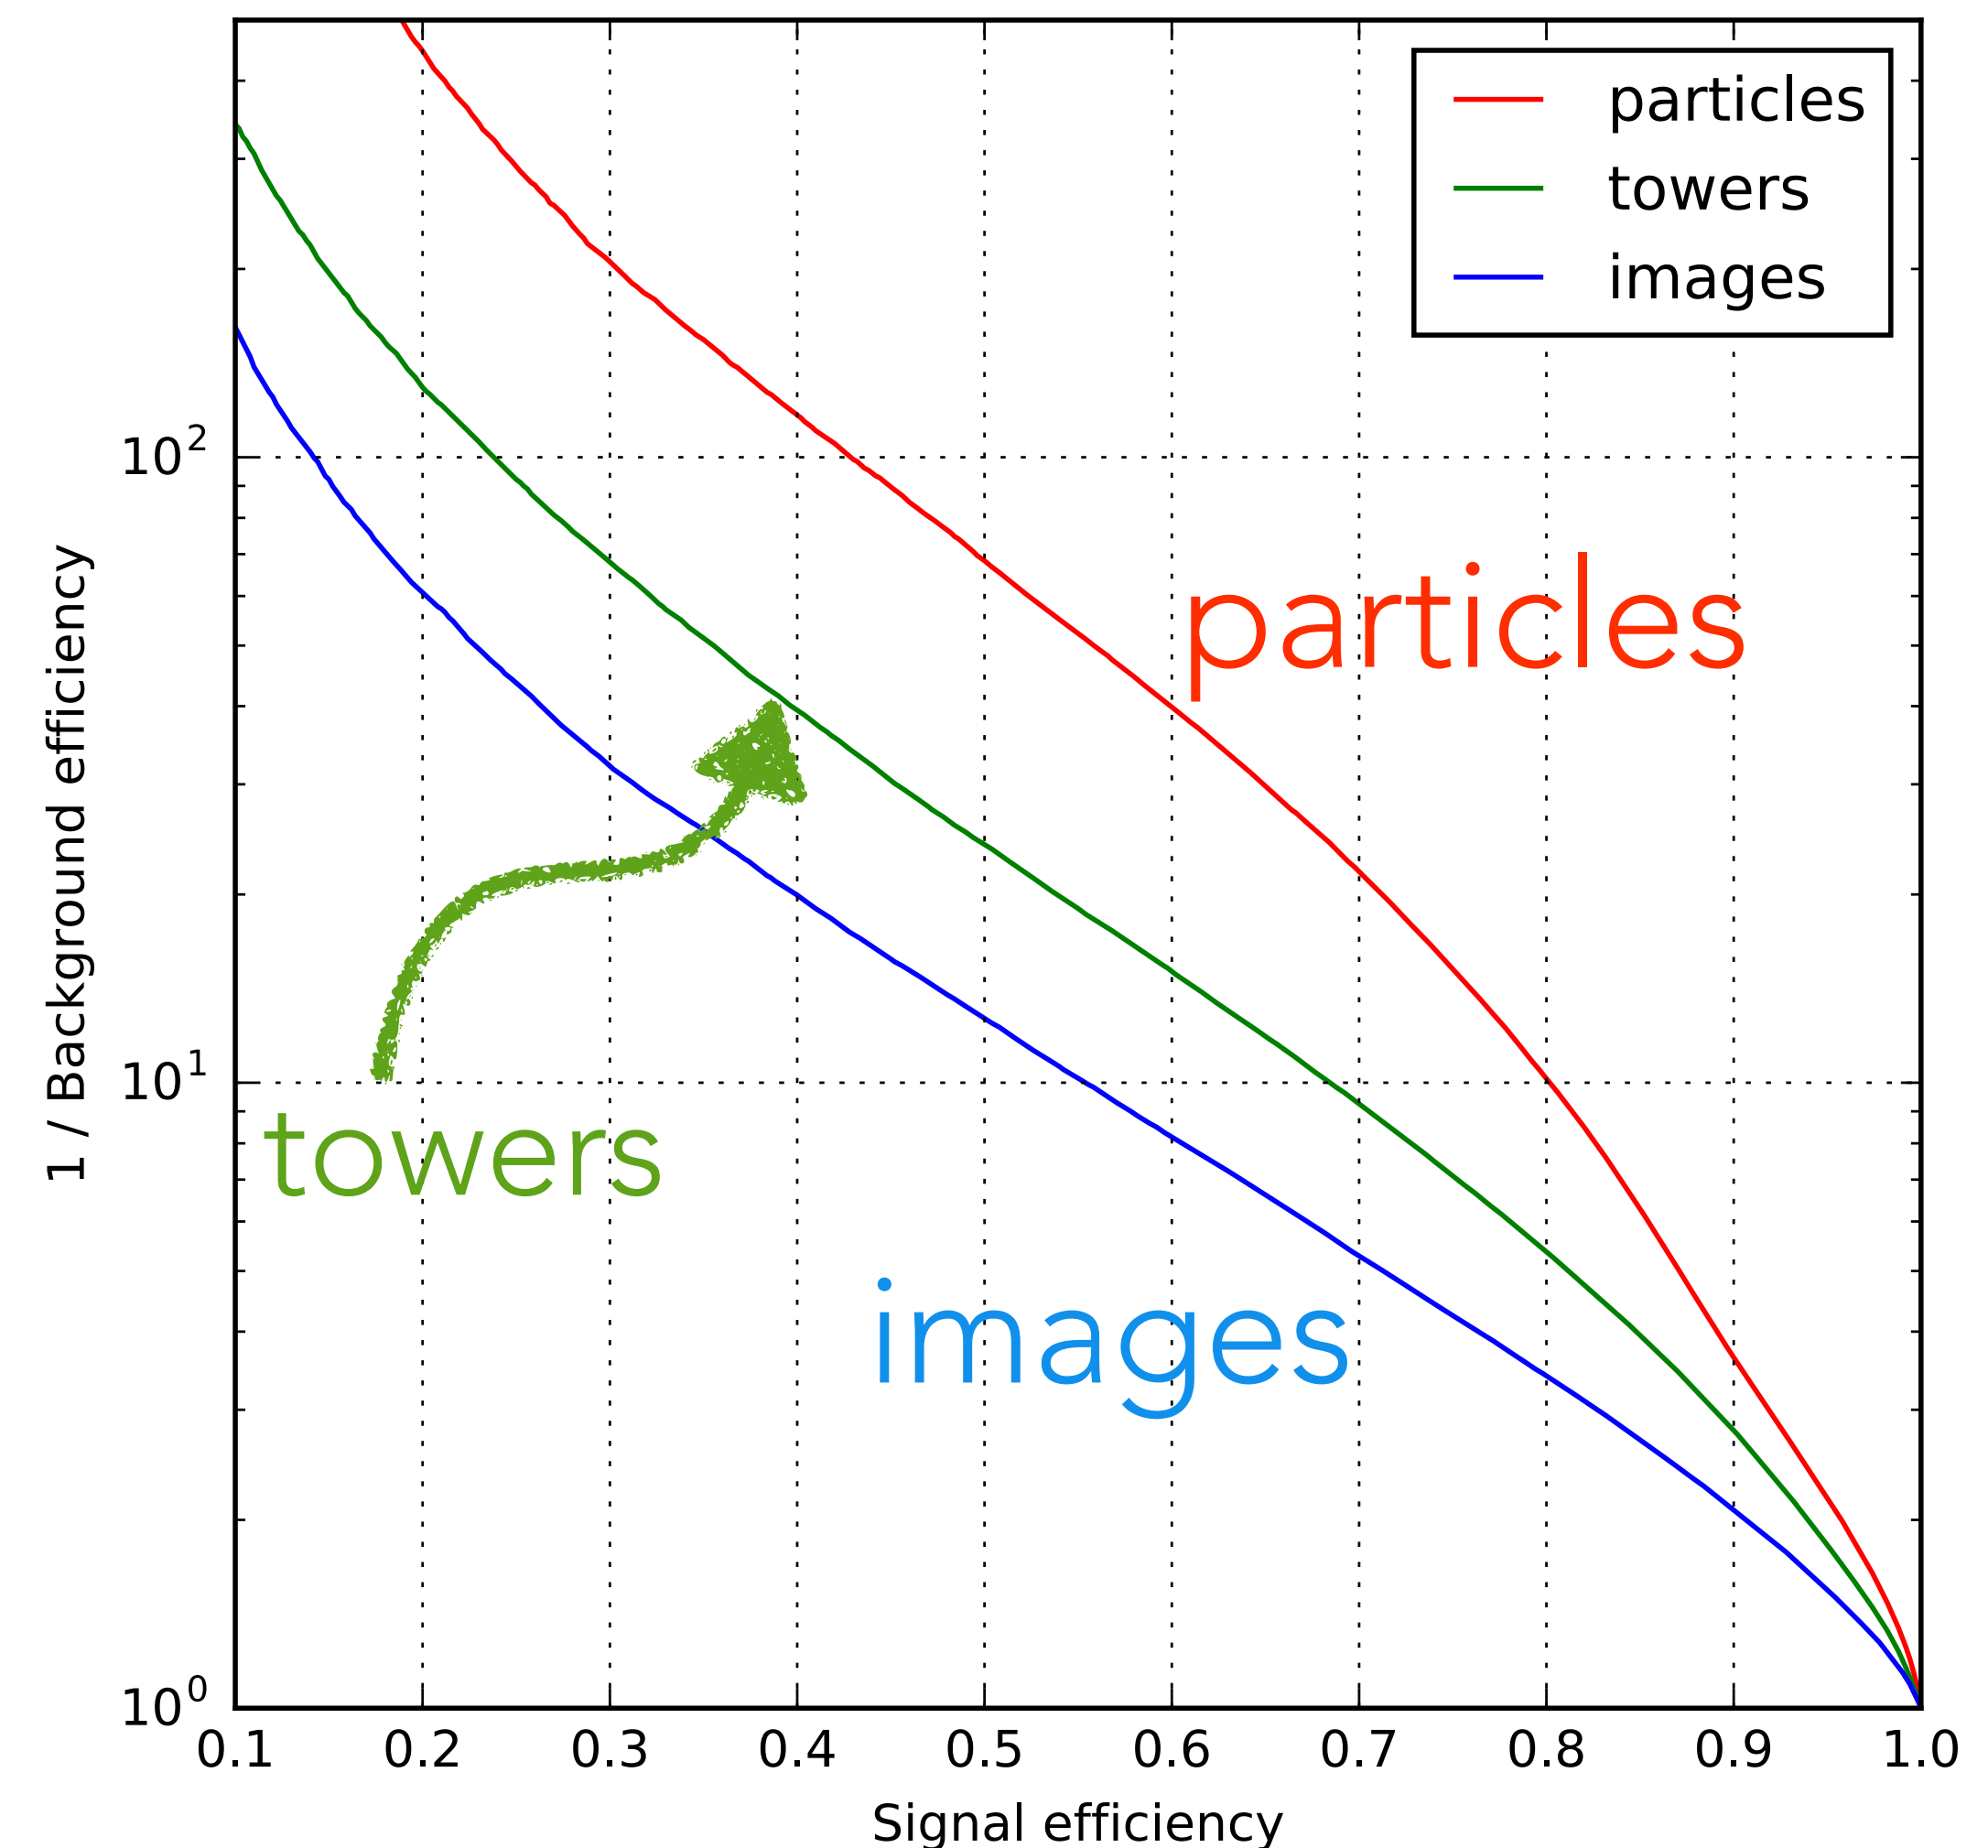 particles
towers
images
10²
particles
1 / Background efficiency
10¹
towers
images
10⁰
0.1 0.2 0.3 0.4 0.5 0.6 0.7 0.8 0.9 1.0
Signal efficiency